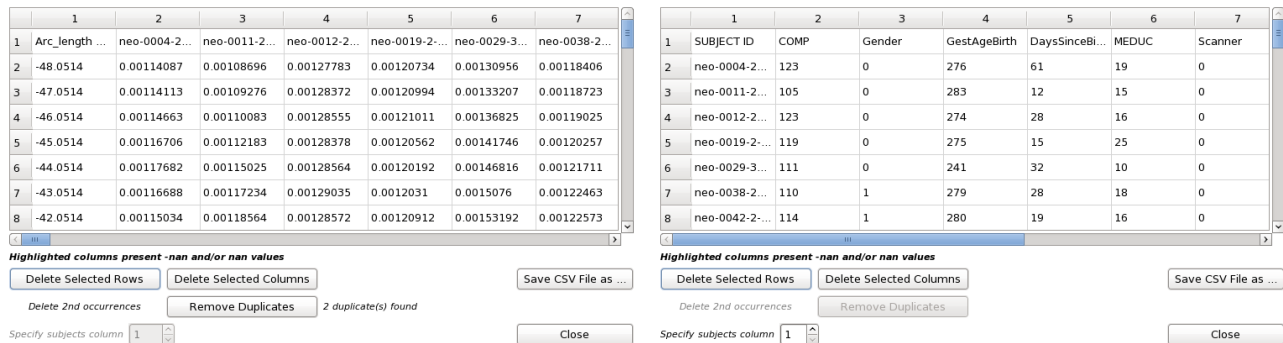 1 2 3 4 5 6 7
1 Arc_length ... neo-0004-2... neo-0011-2... neo-0012-2... neo-0019-2-... neo-0029-3... neo-0038-2...
2 -48.0514 0.00114087 0.00108696 0.00127783 0.00120734 0.00130956 0.00118406
3 -47.0514 0.00114113 0.00109276 0.00128372 0.00120994 0.00133207 0.00118723
4 -46.0514 0.00114663 0.00110083 0.00128555 0.00121011 0.00136825 0.00119025
5 -45.0514 0.00116706 0.00112183 0.00128378 0.00120562 0.00141746 0.00120257
6 -44.0514 0.00117682 0.00115025 0.00128564 0.00120192 0.00146816 0.00121711
7 -43.0514 0.00116688 0.00117234 0.00129035 0.0012031 0.0015076 0.00122463
8 -42.0514 0.00115034 0.00118564 0.00128572 0.00120912 0.00153192 0.00122573
Highlighted columns present -nan and/or nan values
Delete Selected Rows Delete Selected Columns Save CSV File as ...
Delete 2nd occurrences Remove Duplicates 2 duplicate(s) found
Specify subjects column 1 Close
1 2 3 4 5 6 7
1 SUBJECT ID COMP Gender GestAgeBirth DaysSinceBi... MEDUC Scanner
2 neo-0004-2... 123 0 276 61 19 0
3 neo-0011-2... 105 0 283 12 15 0
4 neo-0012-2... 123 0 274 28 16 0
5 neo-0019-2-... 119 0 275 15 25 0
6 neo-0029-3... 111 0 241 32 10 0
7 neo-0038-2... 110 1 279 28 18 0
8 neo-0042-2-... 114 1 280 19 16 0
Highlighted columns present -nan and/or nan values
Delete Selected Rows Delete Selected Columns Save CSV File as ...
Delete 2nd occurrences Remove Duplicates
Specify subjects column 1 Close